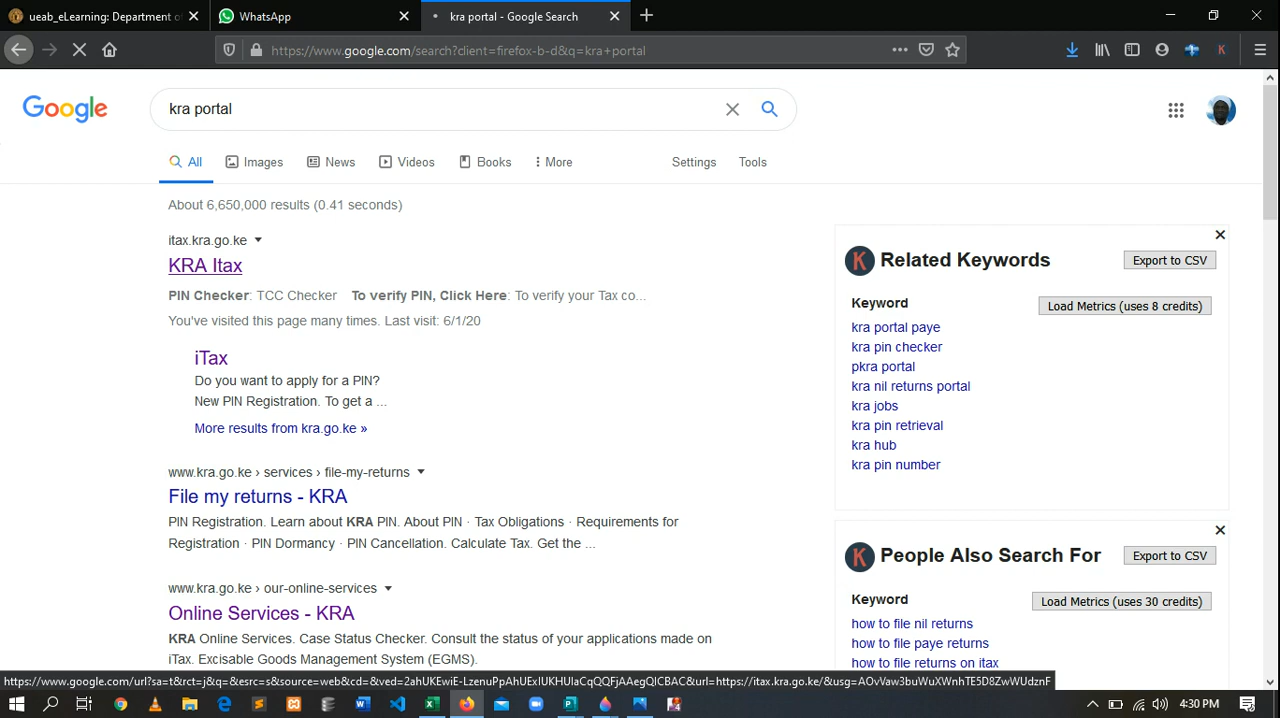 ueab_eLearning: Department of
WhatsApp
kra portal - Google Search
https://www.google.com/search?client=firefox-b-d&q=kra+portal
K
Google
kra portal
All
Images
News
Videos
Books
More
Settings
Tools
About 6,650,000 results (0.41 seconds)
itax.kra.go.ke
KRA Itax
PIN Checker: TCC Checker To verify PIN, Click Here: To verify your Tax co...
You've visited this page many times. Last visit: 6/1/20
iTax
Do you want to apply for a PIN?
New PIN Registration. To get a ...
More results from kra.go.ke »
www.kra.go.ke › services › file-my-returns
File my returns - KRA
PIN Registration. Learn about KRA PIN. About PIN · Tax Obligations · Requirements for
Registration · PIN Dormancy · PIN Cancellation. Calculate Tax. Get the ...
www.kra.go.ke › our-online-services
Online Services - KRA
KRA Online Services. Case Status Checker. Consult the status of your applications made on
iTax. Excisable Goods Management System (EGMS).
K Related Keywords
Export to CSV
Keyword
Load Metrics (uses 8 credits)
kra portal paye
kra pin checker
pkra portal
kra nil returns portal
kra jobs
kra pin retrieval
kra hub
kra pin number
K People Also Search For
Export to CSV
Keyword
Load Metrics (uses 30 credits)
how to file nil returns
how to file paye returns
how to file returns on itax
4:30 PM